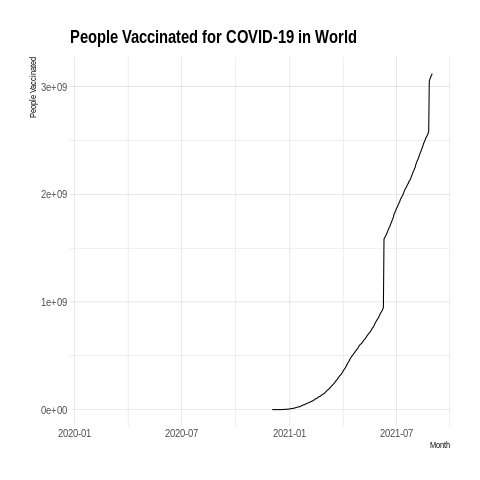 People Vaccinated for COVID-19 in World
People Vaccinated
3e+09
2e+09
1e+09
0e+00
2020-01 2020-07 2021-01 2021-07
Month